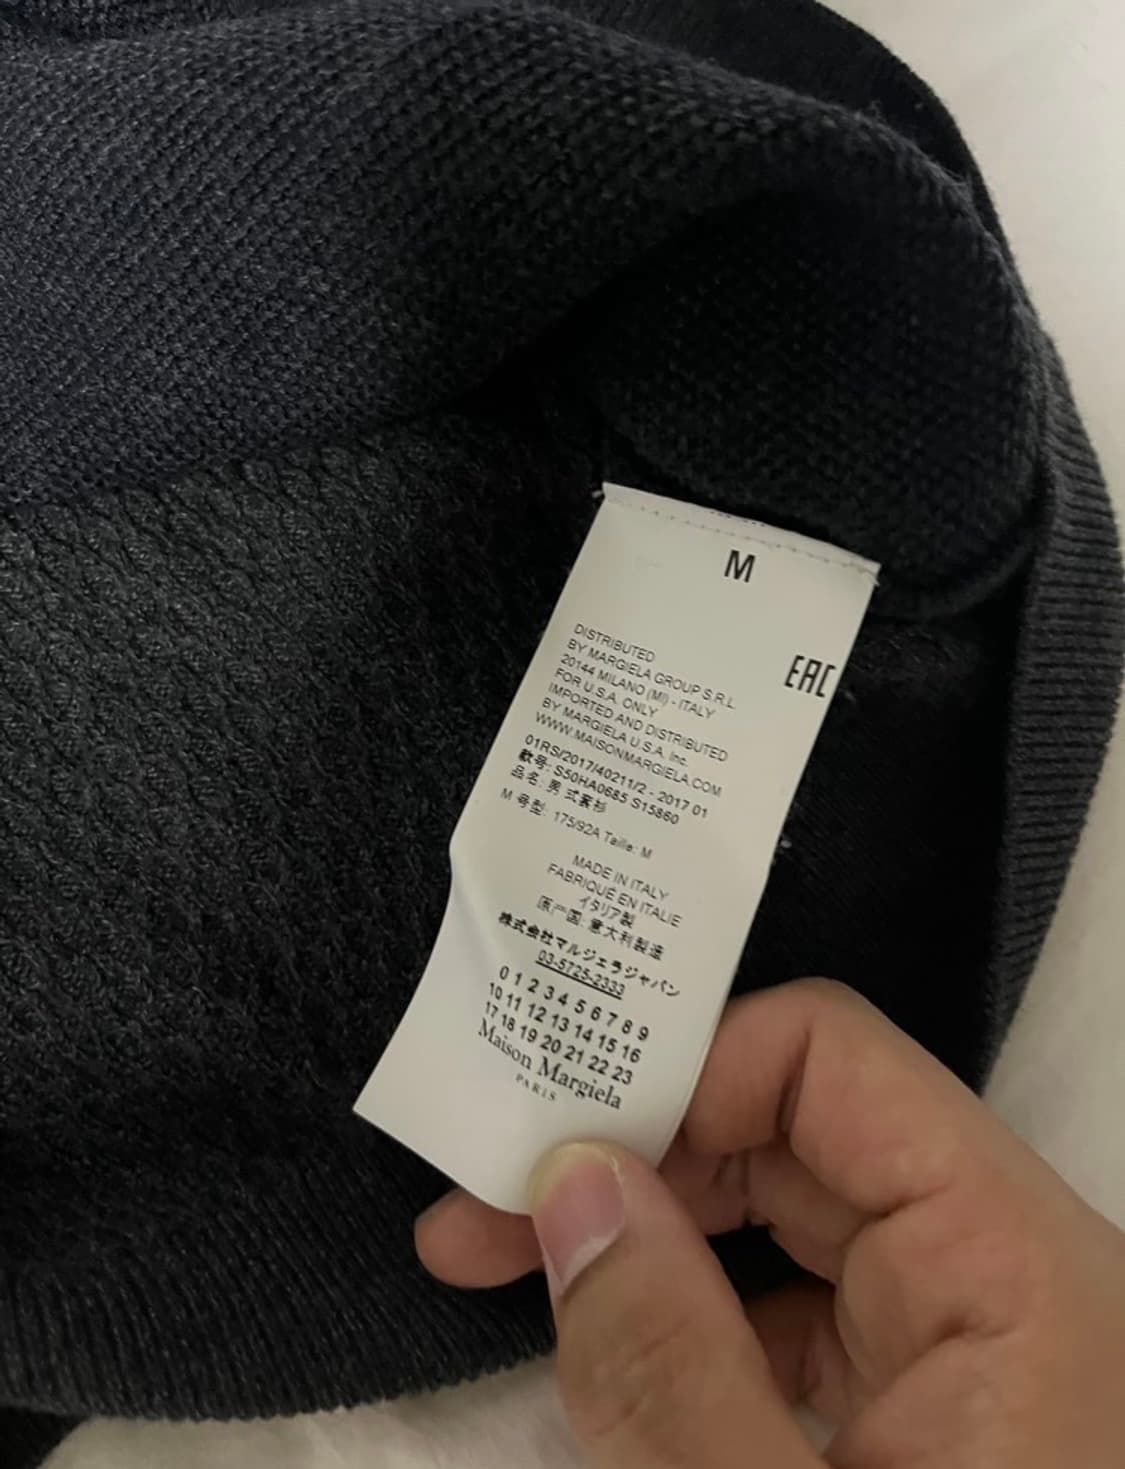 M
EAC
DISTRIBUTED
BY MARGIELA GROUP S.R.L.
20144 MILANO (MI) - ITALY
FOR U.S.A. ONLY
IMPORTED AND DISTRIBUTED
BY MARGIELA U.S.A. Inc.
WWW.MAISONMARGIELA.COM
01RS/2017/40211/2 - 2017 01
款号: S50HA0685 S15860
品名: 男 式套衫
M 号型: 175/92A Taille: M
MADE IN ITALY
FABRIQUÉ EN ITALIE
イタリア製
原产国: 意大利製造
株式会社マルジェラジャパン
03-5725-2333
0 1 2 3 4 5 6 7 8 9
10 11 12 13 14 15 16
17 18 19 20 21 22 23
Maison Margiela
PARIS